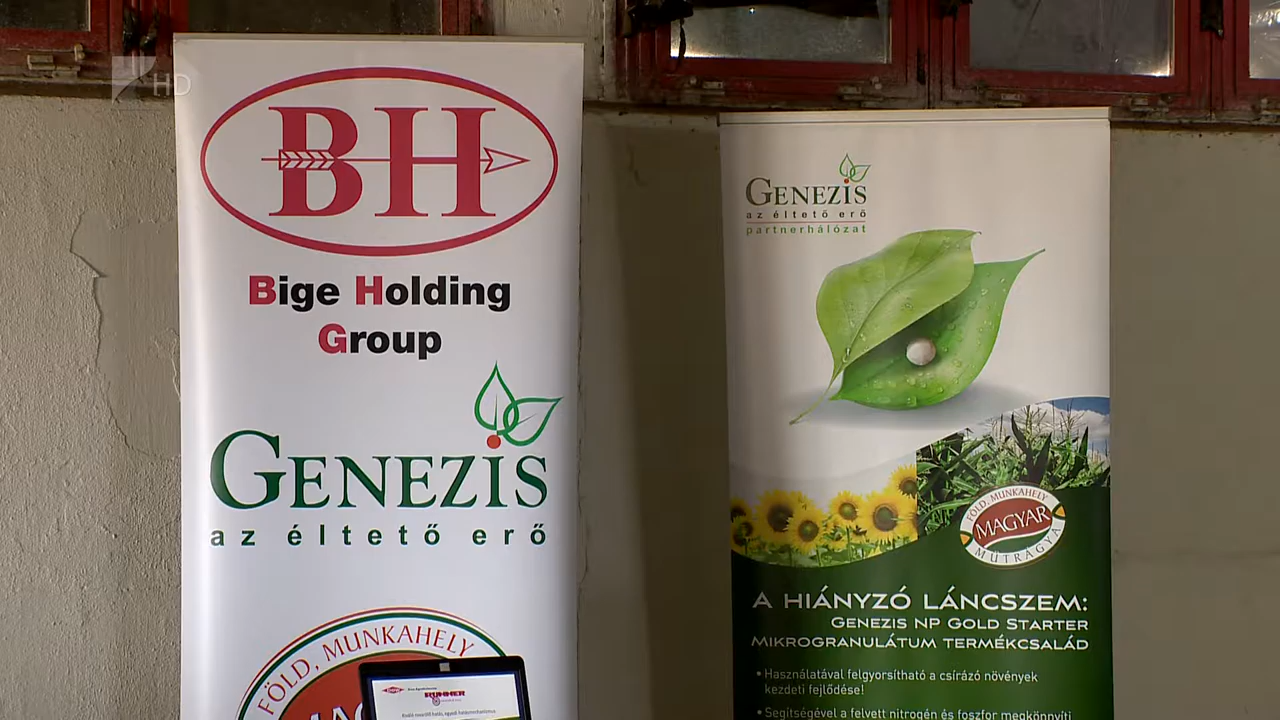 HD
BH
Bige Holding
Group
GENEZIS
az éltető erő
FÖLD, MUNKAHELY
RUMMER
GENEZIS
az éltető erő
partnerhálózat
FÖLD, MUNKAHELY
MAGYAR
MŰTRÁGYA
A HIÁNYZÓ LÁNCSZEM:
GENEZIS NP GOLD STARTER
MIKROGRANULÁTUM TERMÉKCSALÁD
• Használatával felgyorsítható a csírázó növények
kezdeti fejlődése!
• Segítségével a felvett nitrogén és foszfor megkönnyíti